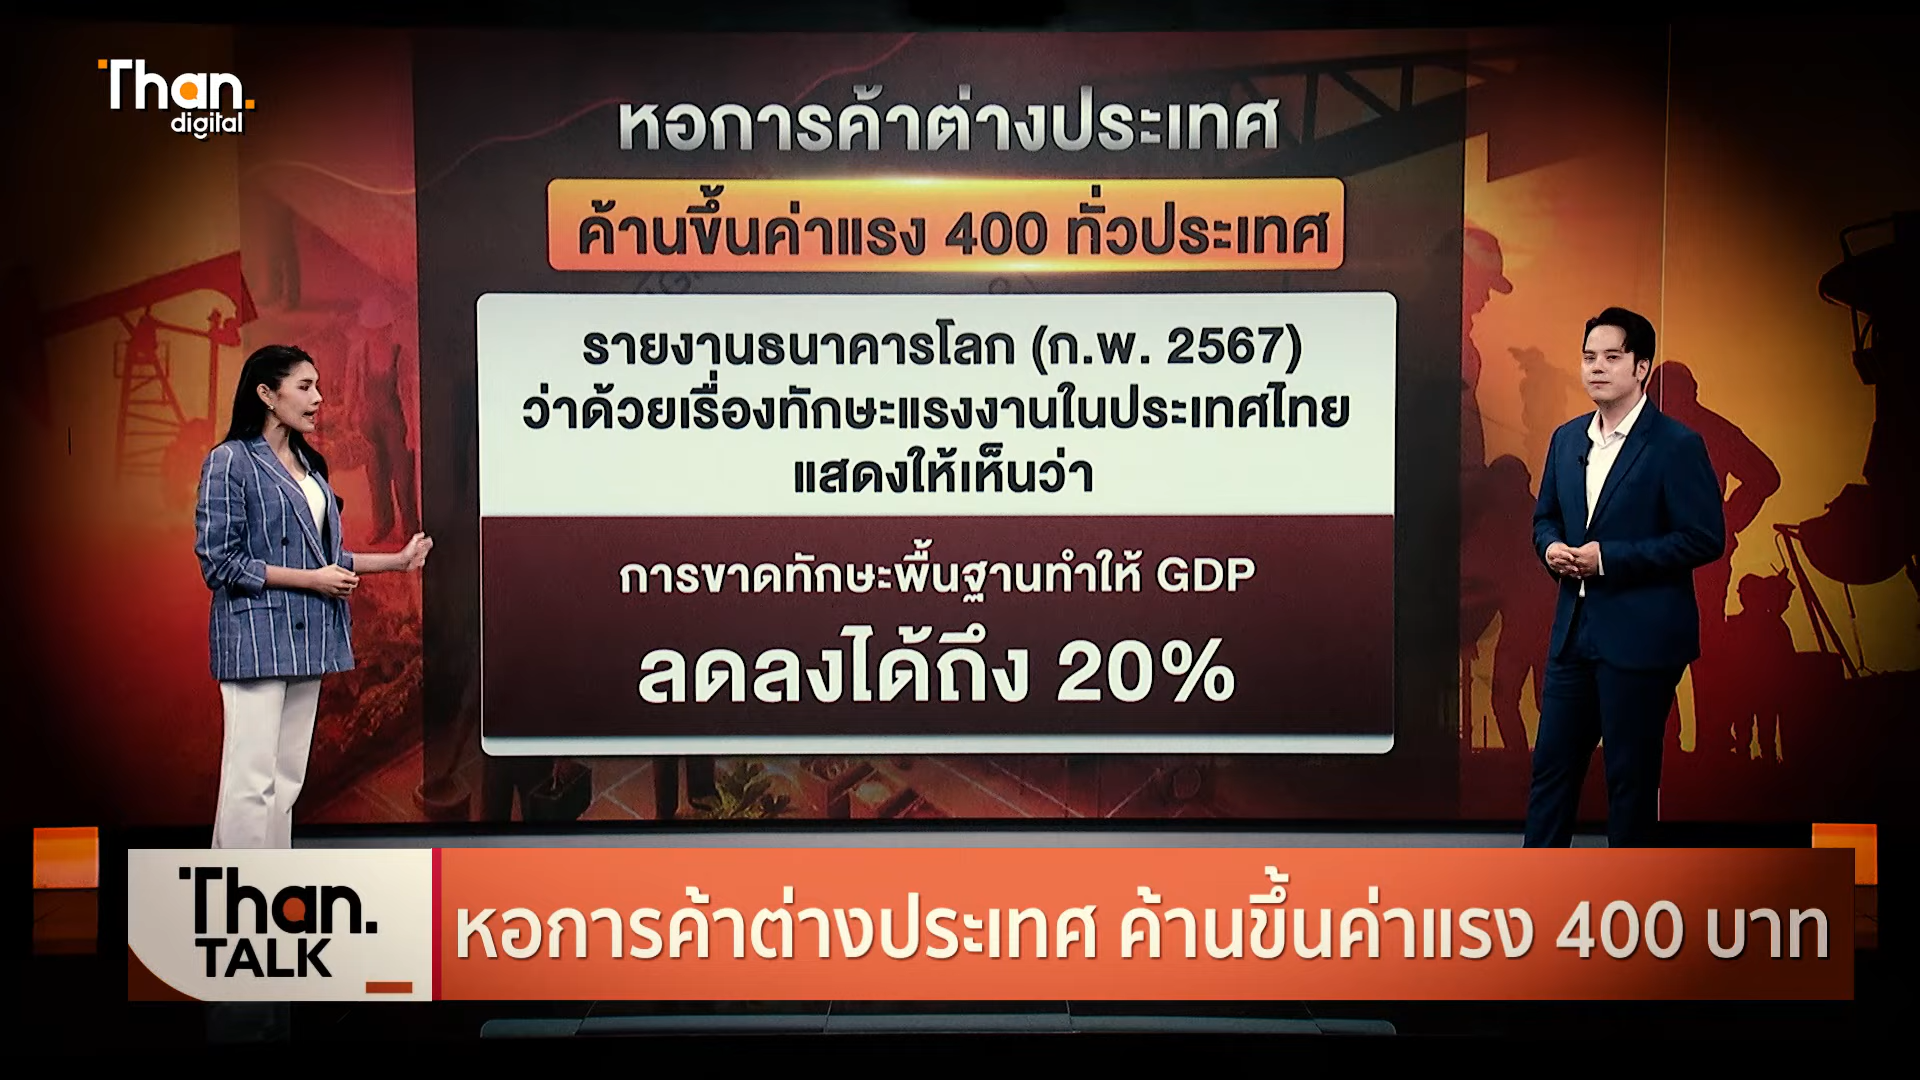 Than.
digital
หอการค้าต่างประเทศ
ค้านขึ้นค่าแรง 400 ทั่วประเทศ
รายงานธนาคารโลก (ก.พ. 2567)
ว่าด้วยเรื่องทักษะแรงงานในประเทศไทย
แสดงให้เห็นว่า
การขาดทักษะพื้นฐานทำให้ GDP
ลดลงได้ถึง 20%
Than.
TALK
หอการค้าต่างประเทศ ค้านขึ้นค่าแรง 400 บาท